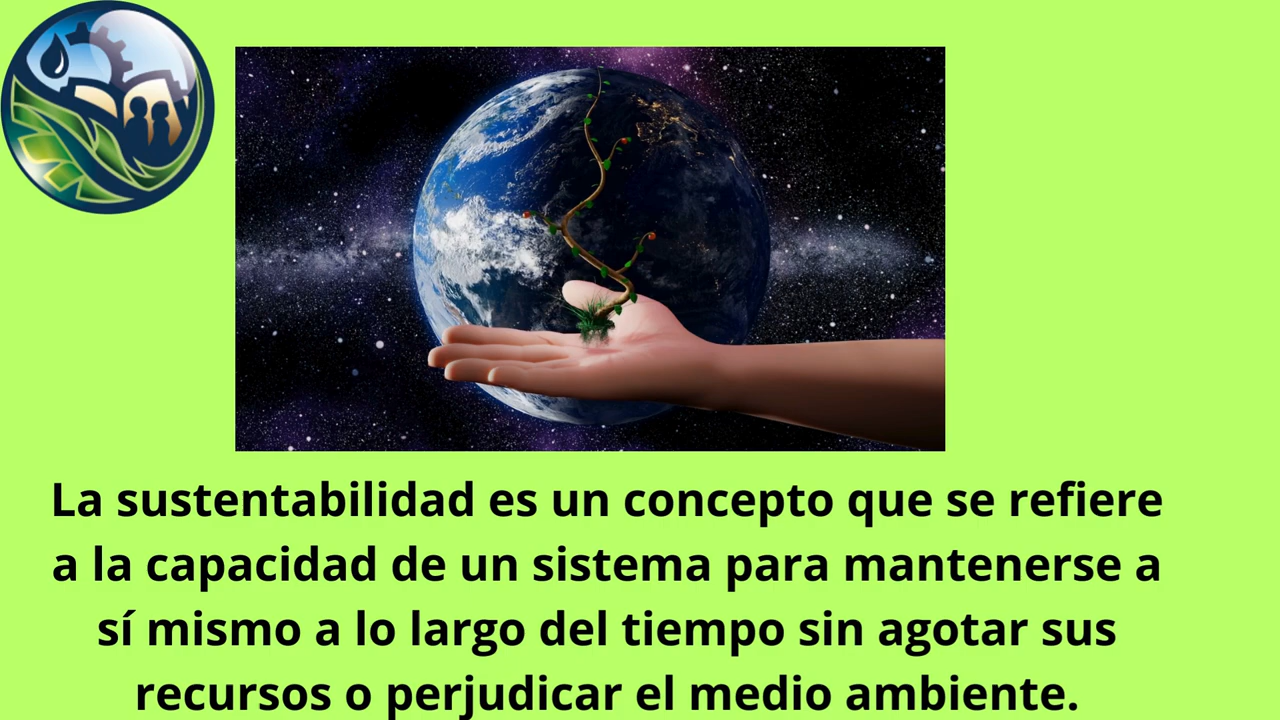 La sustentabilidad es un concepto que se refiere
a la capacidad de un sistema para mantenerse a
sí mismo a lo largo del tiempo sin agotar sus
recursos o perjudicar el medio ambiente.